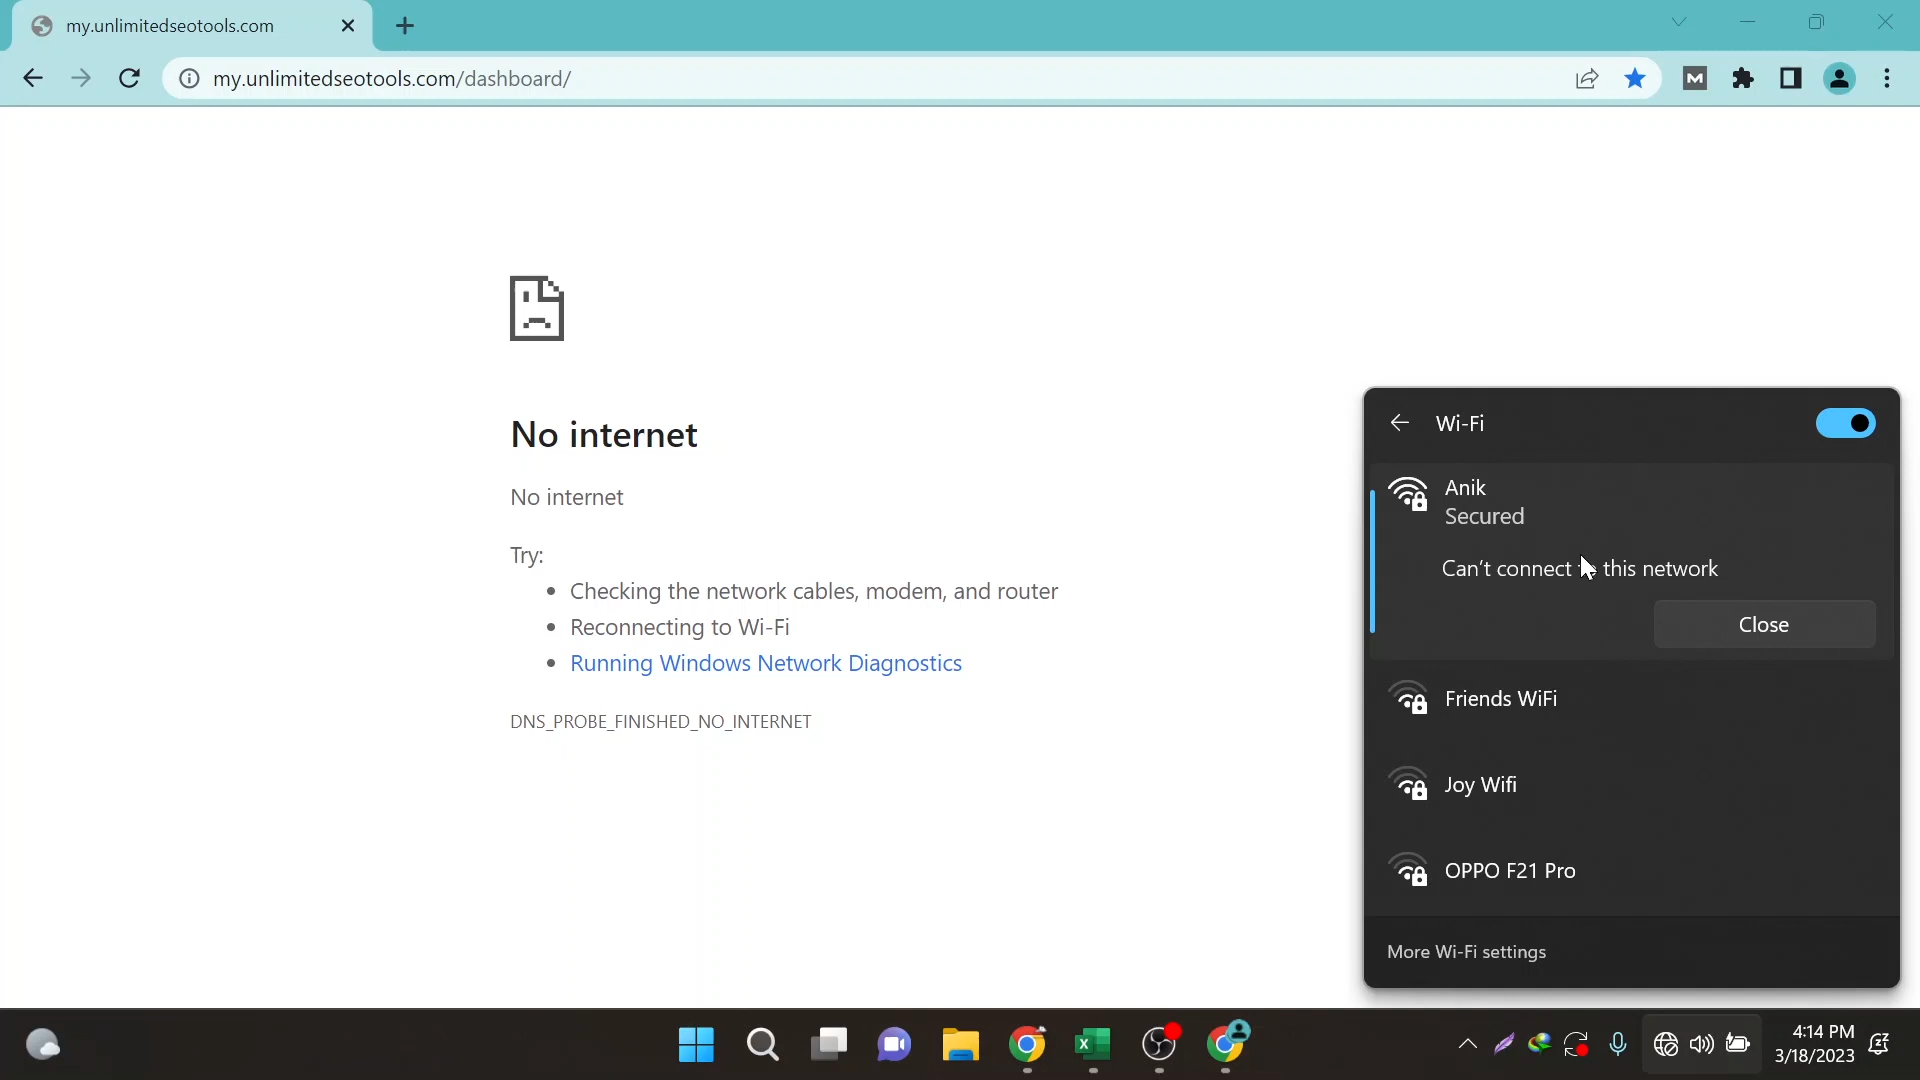 my.unlimitedseotools.com
my.unlimitedseotools.com/dashboard/
No internet
No internet
Try:
• Checking the network cables, modem, and router
• Reconnecting to Wi-Fi
• Running Windows Network Diagnostics
DNS_PROBE_FINISHED_NO_INTERNET
Wi-Fi
Anik
Secured
Can't connect this network
Close
Friends WiFi
Joy Wifi
OPPO F21 Pro
More Wi-Fi settings
4:14 PM
3/18/2023